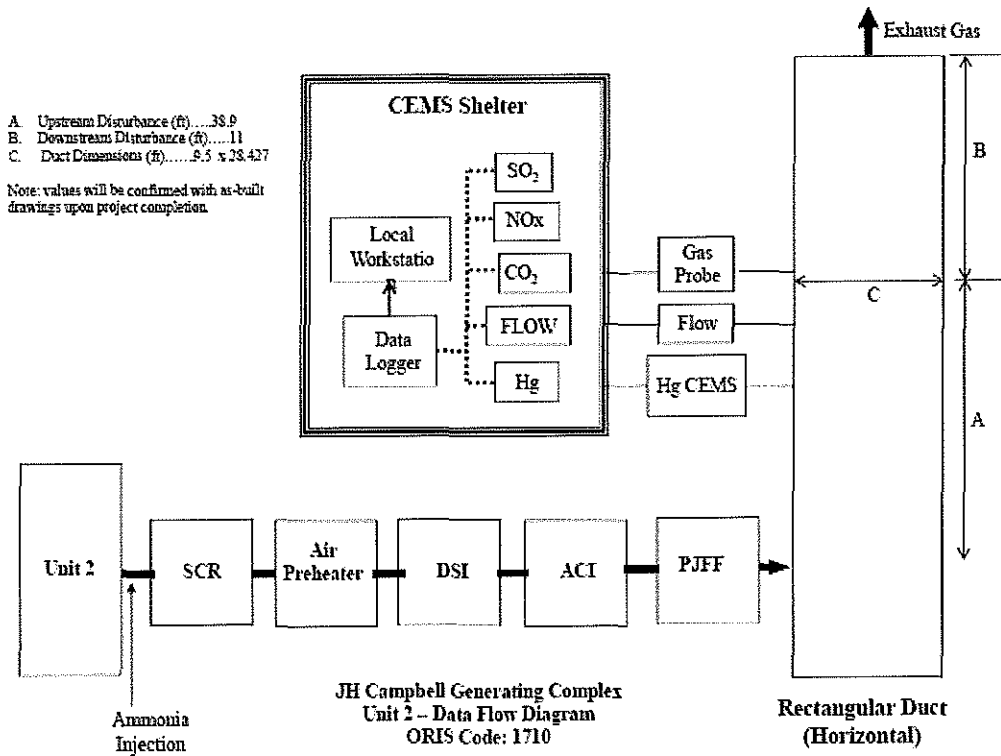 Exhaust Gas
CEMS Shelter
A. Upstream Disturbance (ft).....38.9
B. Downstream Disturbance (ft).....11
C. Duct Dimensions (ft)......9.5 x 28.427
Note: values will be confirmed with as-built
drawings upon project completion.
SO2
NOx
Local
Workstatio
n
CO2
FLOW
Data
Logger
Hg
Gas
Probe
Flow
Hg CEMS
B
C
A
Unit 2
SCR
Air
Preheater
DSI
ACI
PJFF
Ammonia
Injection
JH Campbell Generating Complex
Unit 2 – Data Flow Diagram
ORIS Code: 1710
Rectangular Duct
(Horizontal)